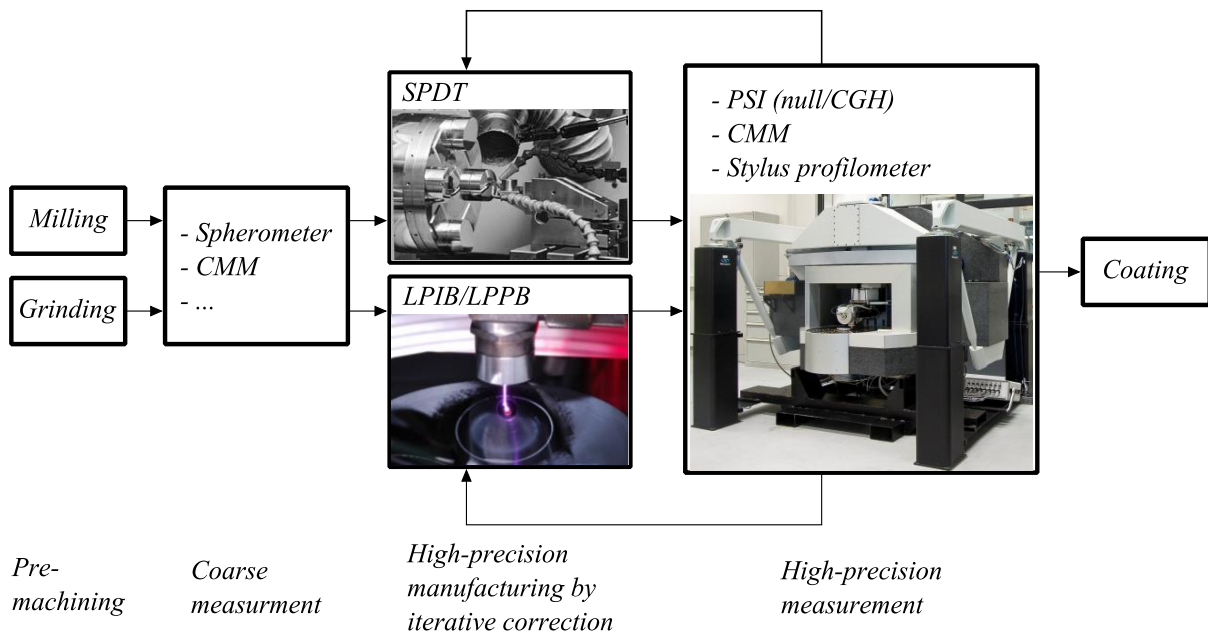 SPDT
- PSI (null/CGH)
- CMM
- Stylus profilometer
Milling
Grinding
- Spherometer
- CMM
- ...
LPIB/LPPB
Coating
Pre-
machining
Coarse
measurment
High-precision
manufacturing by
iterative correction
High-precision
measurement